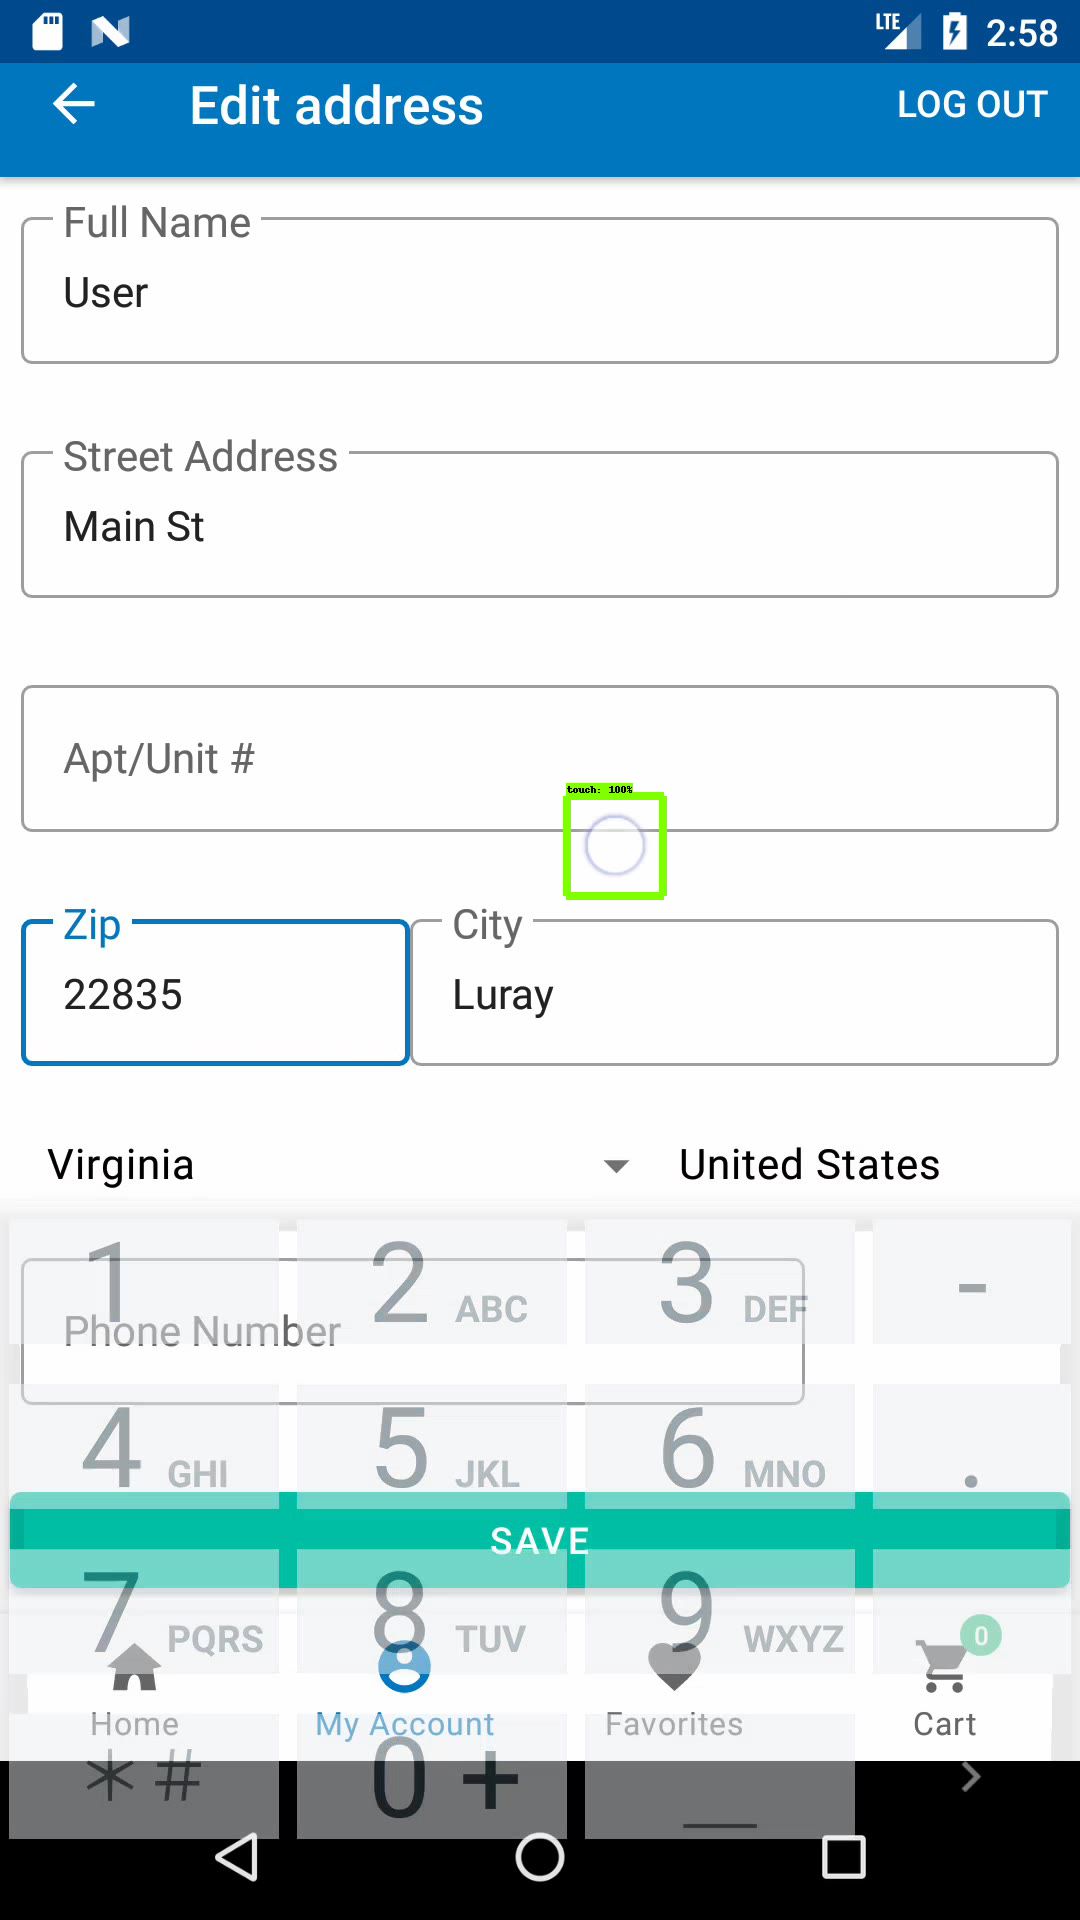 LTE 2:58
Edit address LOG OUT
Full Name
User
Street Address
Main St
Apt/Unit #
touch: 100%
Zip City
22835 Luray
Virginia United States
1 2 ABC 3 DEF -
Phone Number
4 GHI 5 JKL 6 MNO .
SAVE
7 PQRS 8 TUV 9 WXYZ 0
Home My Account Favorites Cart
* # 0 +